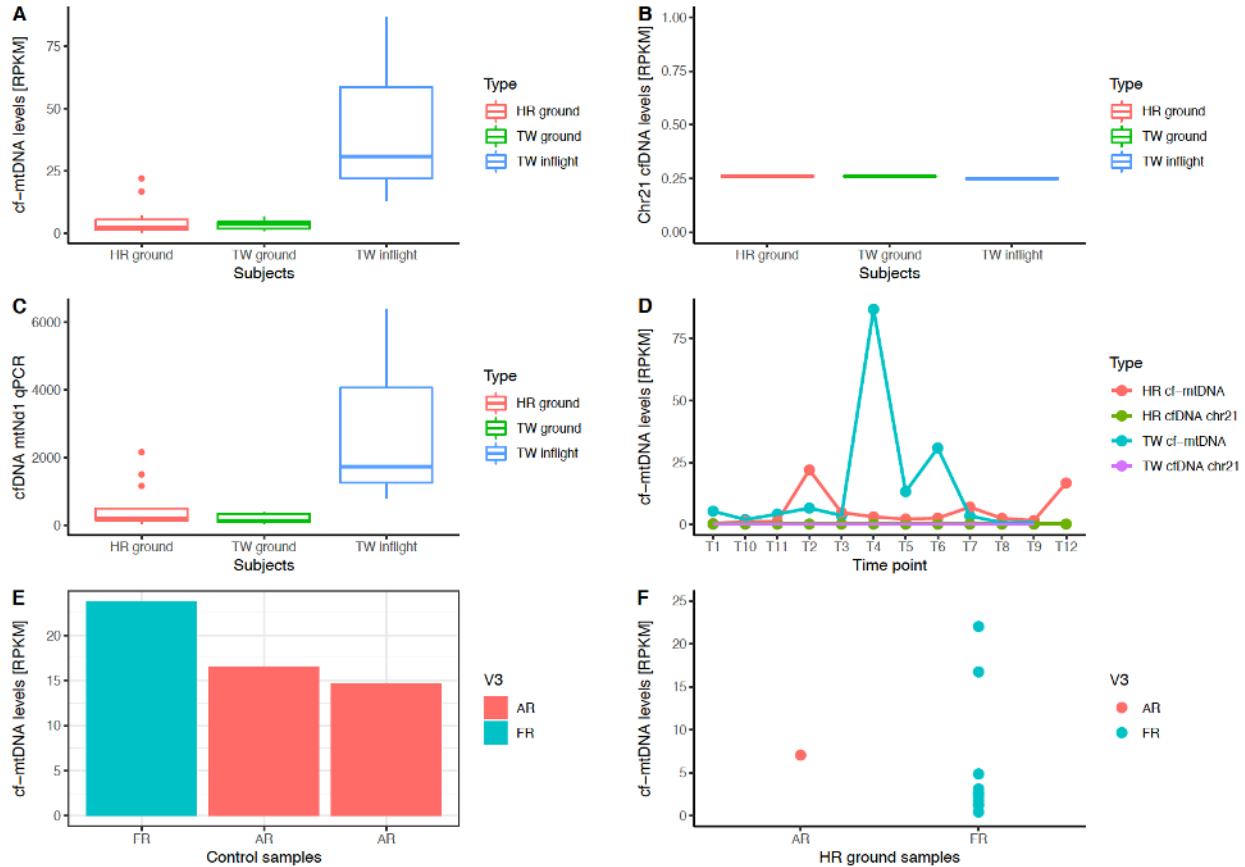 A
cf-mtDNA levels [RPKM]
75
50
25
0
HR ground
TW ground
TW inflight
Subjects
Type
HR ground
TW ground
TW inflight
B
Chr21 cfDNA levels [RPKM]
1.00
0.75
0.50
0.25
0.00
HR ground
TW ground
TW inflight
Subjects
Type
HR ground
TW ground
TW inflight
C
cfDNA mtNd1 qPCR
6000
4000
2000
0
HR ground
TW ground
TW inflight
Subjects
Type
HR ground
TW ground
TW inflight
D
cf-mtDNA levels [RPKM]
75
50
25
0
T1 T10 T11 T2 T3 T4 T5 T6 T7 T8 T9 T12
Time point
Type
HR cf-mtDNA
HR cfDNA chr21
TW cf-mtDNA
TW cfDNA chr21
E
cf-mtDNA levels [RPKM]
20
15
10
5
0
FR
AR
AR
Control samples
V3
AR
FR
F
cf-mtDNA levels [RPKM]
25
20
15
10
5
0
AR
FR
HR ground samples
V3
AR
FR